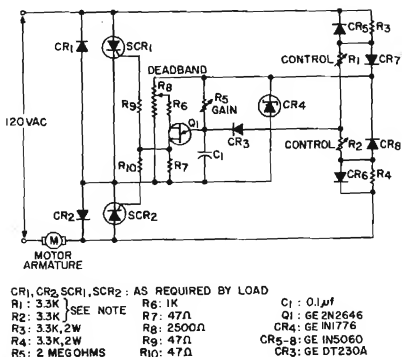 CR5
R3
CR1
SCR1
DEADBAND
CONTROL
R1
CR7
R8
R5
GAIN
R9
R6
CR4
Q1
120VAC
CR3
C1
CONTROL
R2
CR8
R10
R7
CR6
R4
CR2
SCR2
M
MOTOR
ARMATURE
CR1, CR2, SCR1, SCR2 : AS REQUIRED BY LOAD
R1: 3.3K } SEE NOTE
R2: 3.3K
R3: 3.3K, 2W
R4: 3.3K, 2W
R5: 2 MEGOHMS
R6: 1K
R7: 47Ω
R8: 2500Ω
R9: 47Ω
R10: 47Ω
C1 : 0.1µf
Q1: GE 2N2646
CR4: GE IN1776
CR5-8: GE IN5060
CR3: GE DT230A